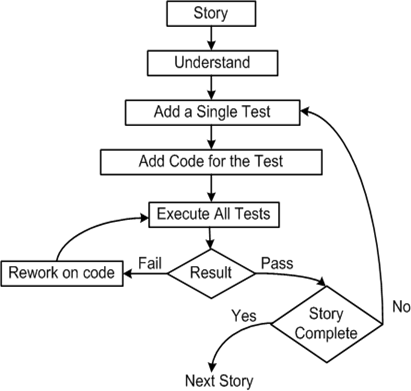 Story
Understand
Add a Single Test
Add Code for the Test
Execute All Tests
Fail
Pass
Rework on code
Result
No
Yes
Story
Complete
Next Story